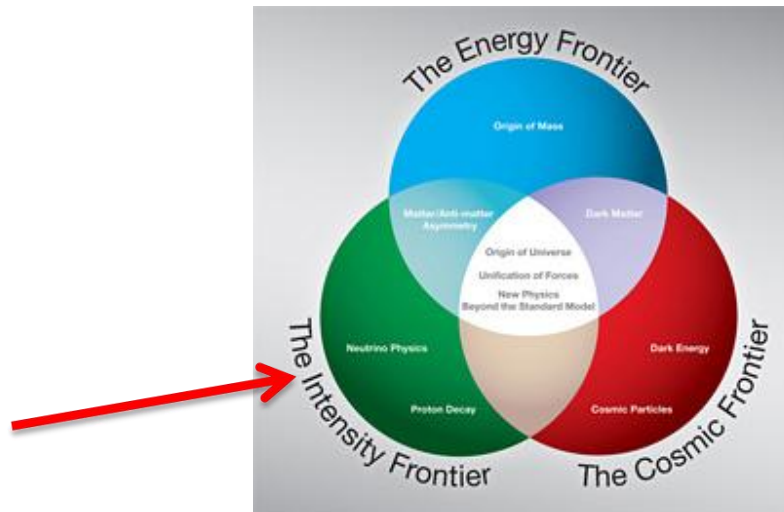 The Energy Frontier
Origin of Mass
Matter/Anti-matter
Asymmetry
Dark Matter
Origin of Universe
Unification of Forces
New Physics
Beyond the Standard Model
Neutrino Physics
Dark Energy
Proton Decay
Cosmic Particles
The Intensity Frontier
The Cosmic Frontier